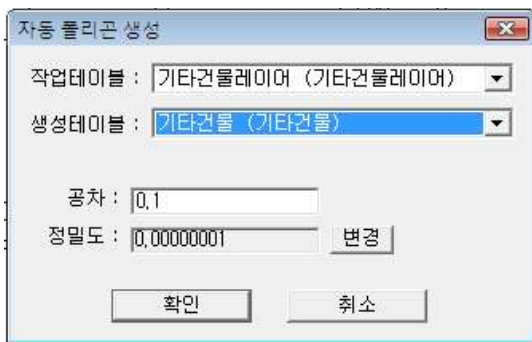 자동 폴리곤 생성
작업테이블 : 기타건물레이어 (기타건물레이어)
생성테이블 : 기타건물 (기타건물)
공차 : 0.1
정밀도 : 0.00000001 변경
확인 취소